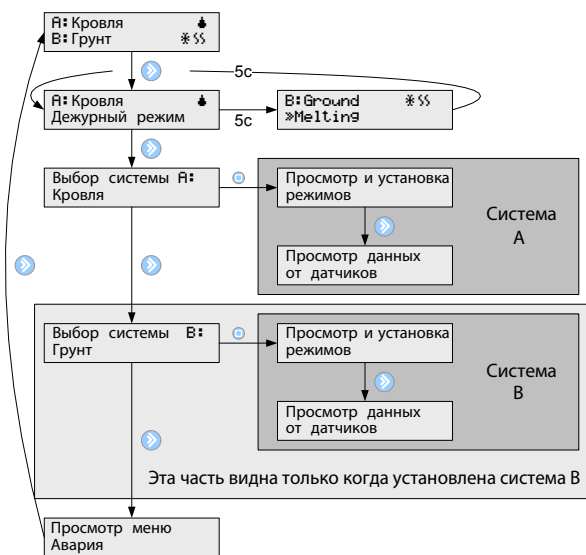 A:Кровля
B:Грунт
5с
A:Кровля
Дежурный режим
5с
B:Ground
»Melting
Выбор системы A:
Кровля
Просмотр и установка
режимов
Система
A
Просмотр данных
от датчиков
Выбор системы B:
Грунт
Просмотр и установка
режимов
Система
B
Просмотр данных
от датчиков
Эта часть видна только когда установлена система B
Просмотр меню
Авария